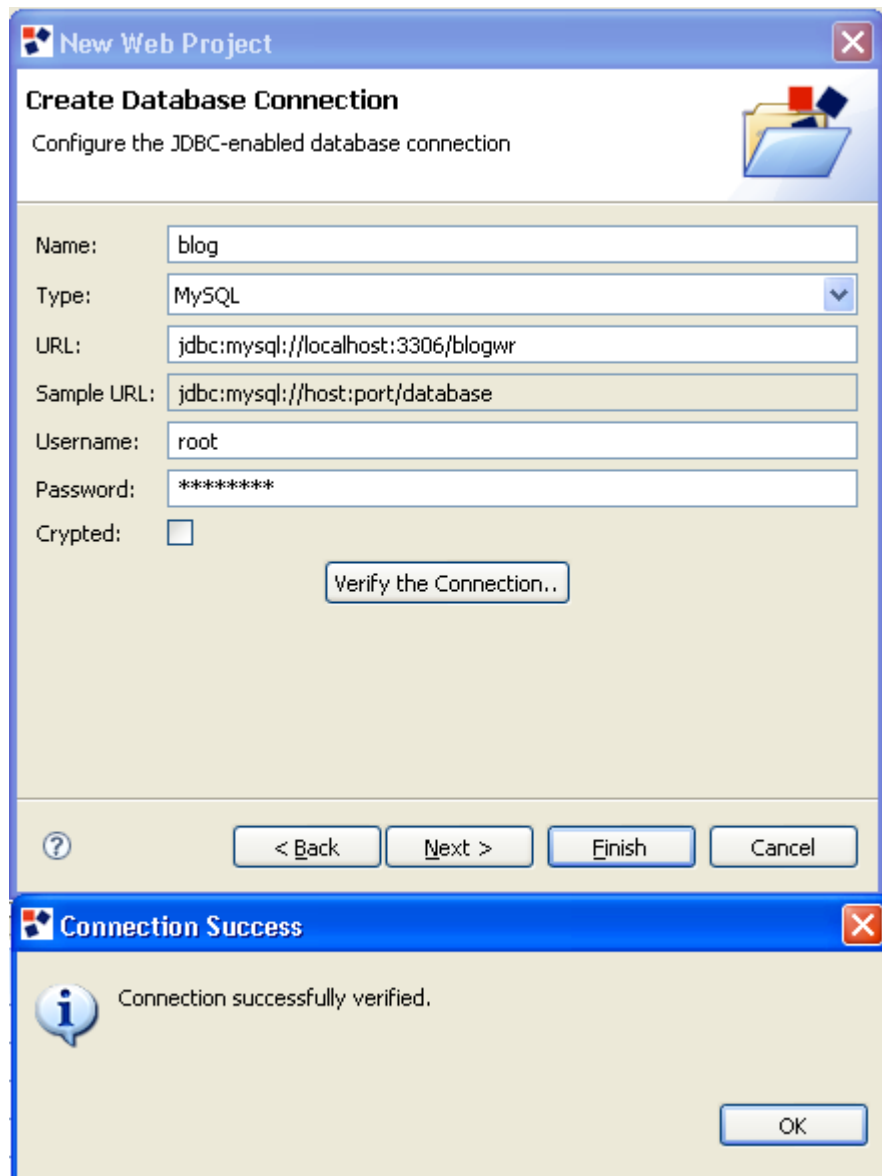 New Web Project
Create Database Connection
Configure the JDBC-enabled database connection
Name: blog
Type: MySQL
URL: jdbc:mysql://localhost:3306/blogwr
Sample URL: jdbc:mysql://host:port/database
Username: root
Password: ********
Crypted:
Verify the Connection..
? < Back Next > Finish Cancel
Connection Success
i Connection successfully verified.
OK